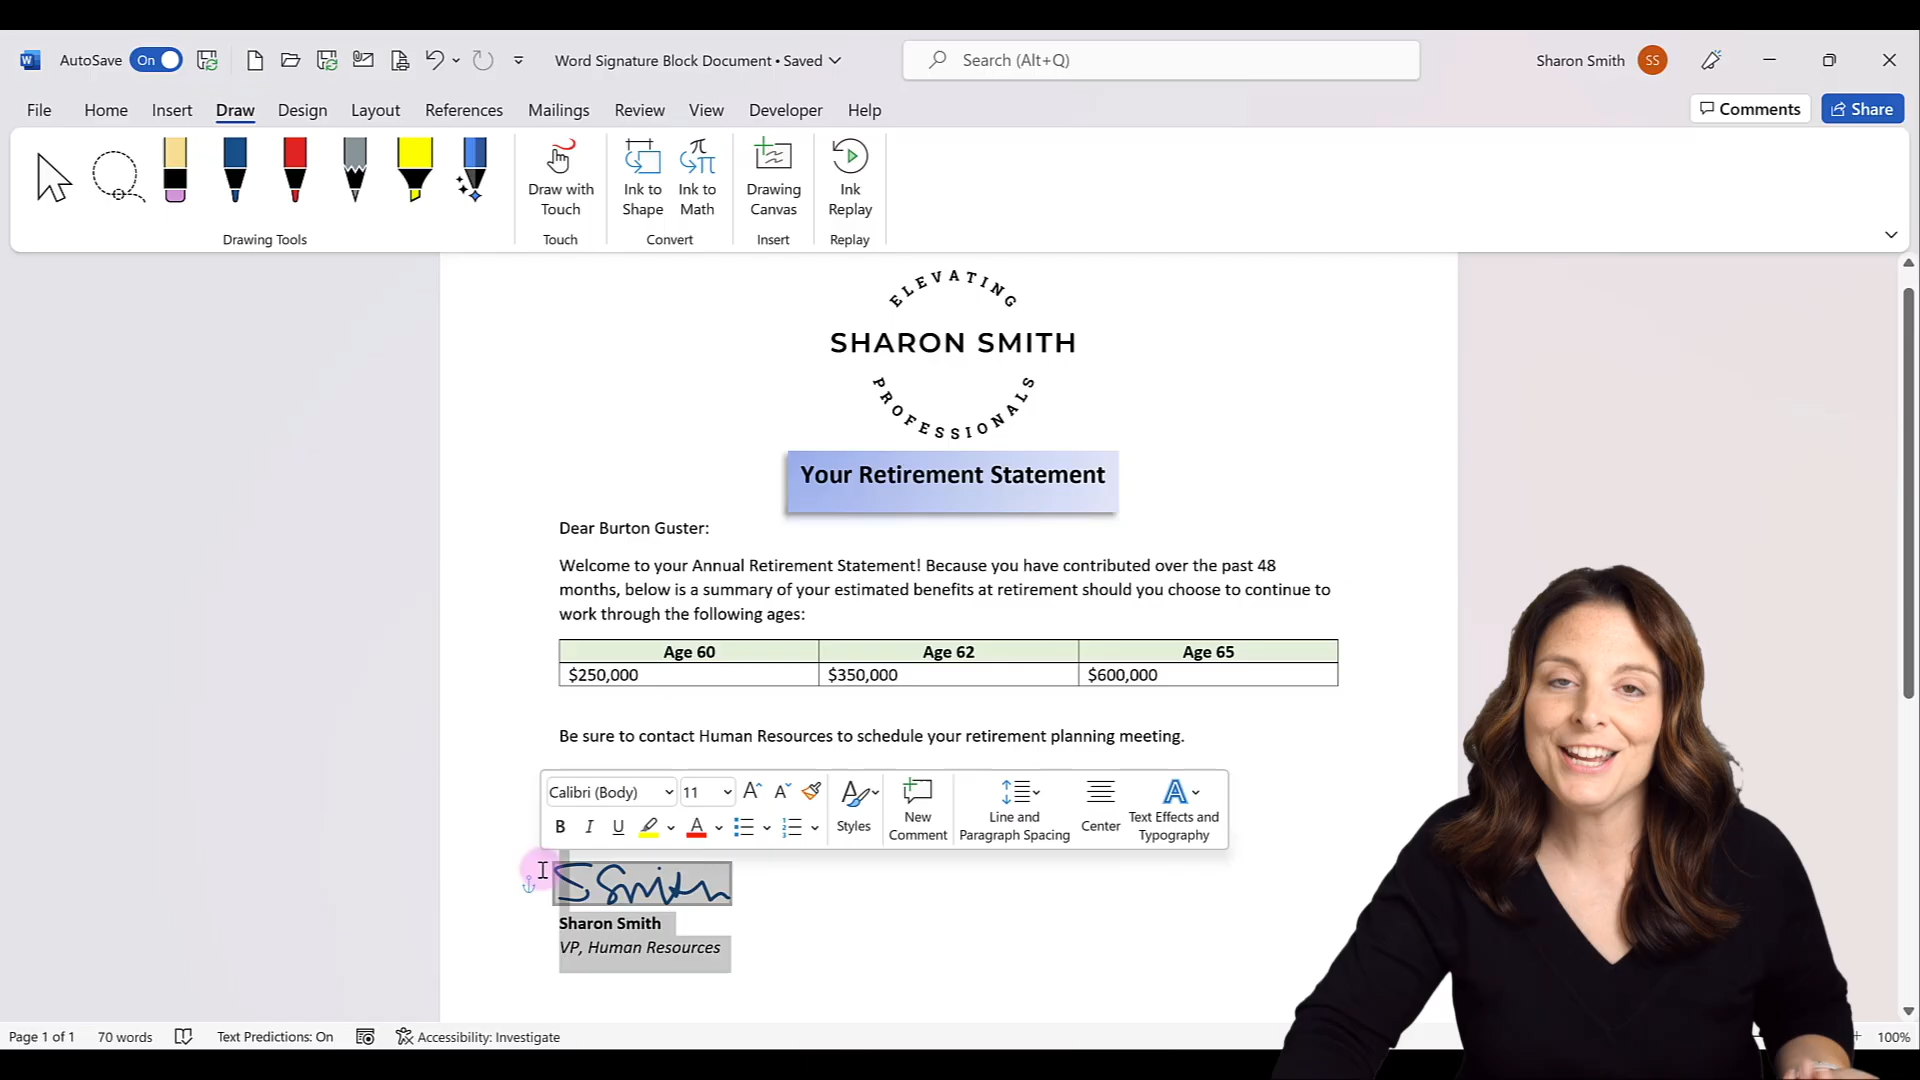 AutoSave On Word Signature Block Document • Saved Search (Alt+Q) Sharon Smith SS
File Home Insert Draw Design Layout References Mailings Review View Developer Help Comments Share
Draw with Touch
Ink to Shape
Ink to Math
Drawing Canvas
Ink Replay
Drawing Tools Touch Convert Insert Replay
ELEVATING
SHARON SMITH
PROFESSIONALS
Your Retirement Statement
Dear Burton Guster:
Welcome to your Annual Retirement Statement! Because you have contributed over the past 48
months, below is a summary of your estimated benefits at retirement should you choose to continue to
work through the following ages:
Age 60 Age 62 Age 65
$250,000 $350,000 $600,000
Be sure to contact Human Resources to schedule your retirement planning meeting.
Calibri (Body) 11
B I U
Styles
New Comment
Line and Paragraph Spacing
Center
Text Effects and Typography
S Smith
Sharon Smith
VP, Human Resources
Page 1 of 1 70 words Text Predictions: On Accessibility: Investigate 100%